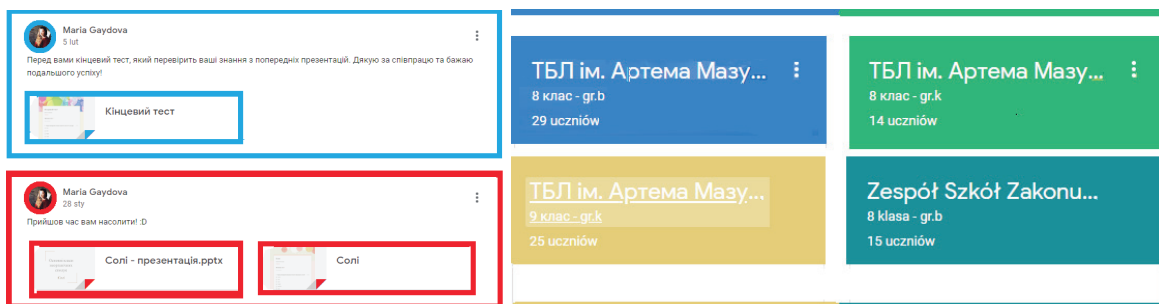 Maria Gaydova
5 lut
Перед вами кінцевий тест, який перевірить ваші знання з попередніх презентацій. Дякую за співпрацю та бажаю
подальшого успіху!
Кінцевий тест
Maria Gaydova
28 sty
Прийшов час вам насолити! :D
Солі - презентація.pptx
Солі
ТБЛ ім. Артема Мазу...
8 клас - gr.b
29 uczniów
ТБЛ ім. Артема Мазу...
8 клас - gr.k
14 uczniów
ТБЛ ім. Артема Мазу...
9 клас - gr.k
25 uczniów
Zespół Szkół Zakonu...
8 klasa - gr.b
15 uczniów